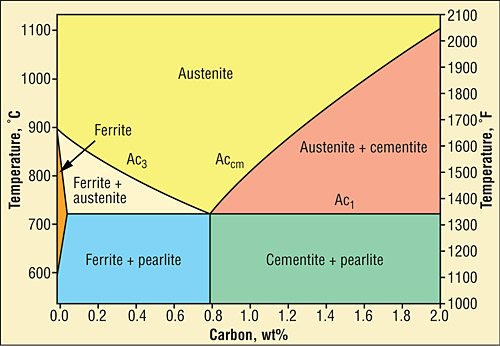 1100
1000
900
800
700
600
Temperature, ˚C
2100
2000
1900
1800
1700
1600
1500
1400
1300
1200
1100
1000
Temperature, ˚F
Austenite
Ferrite
Ac3
Accm
Austenite + cementite
Ferrite +
austenite
Ac1
Ferrite + pearlite
Cementite + pearlite
0.0 0.2 0.4 0.6 0.8 1.0 1.2 1.4 1.6 1.8 2.0
Carbon, wt%